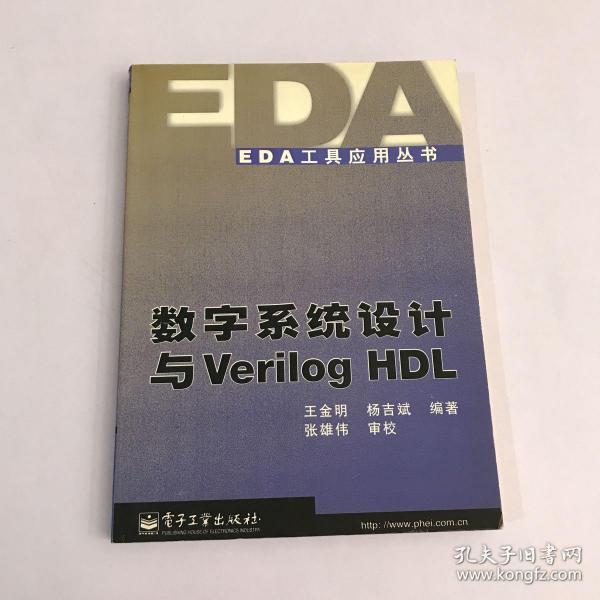 EDA
EDA工具应用丛书
数字系统设计
与Verilog HDL
王金明 杨吉斌 编著
张雄伟 审校
电子工业出版社
PUBLISHING HOUSE OF ELECTRONICS INDUSTRY
http: //www.phei.com.cn
孔夫子旧书网
www.kongfz.com